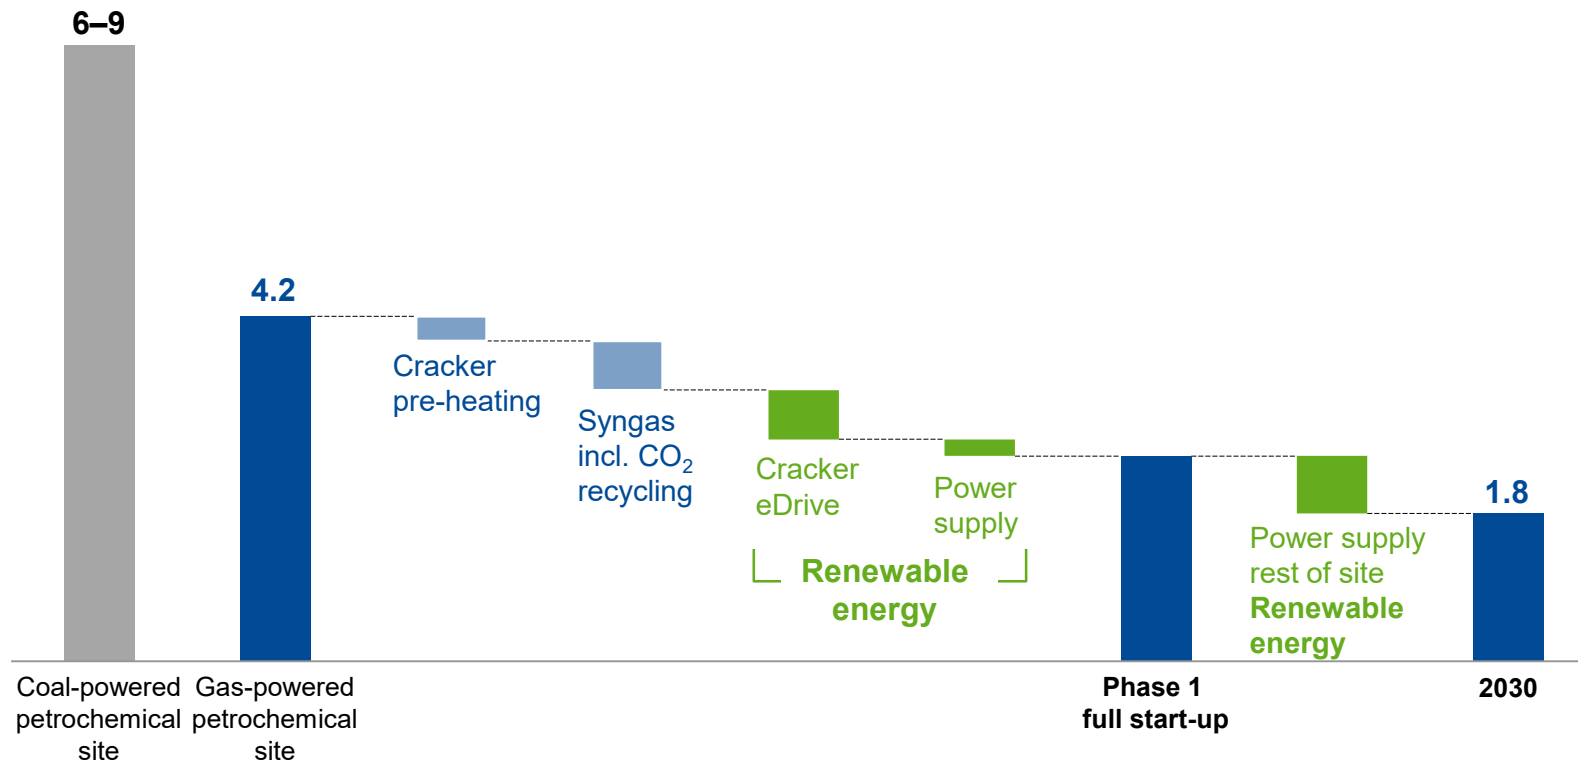 6–9
4.2
Cracker
pre-heating
Syngas
incl. CO₂
recycling
Cracker
eDrive
Power
supply
Renewable
energy
1.8
Power supply
rest of site
Renewable
energy
Coal-powered
petrochemical
site
Gas-powered
petrochemical
site
Phase 1
full start-up
2030